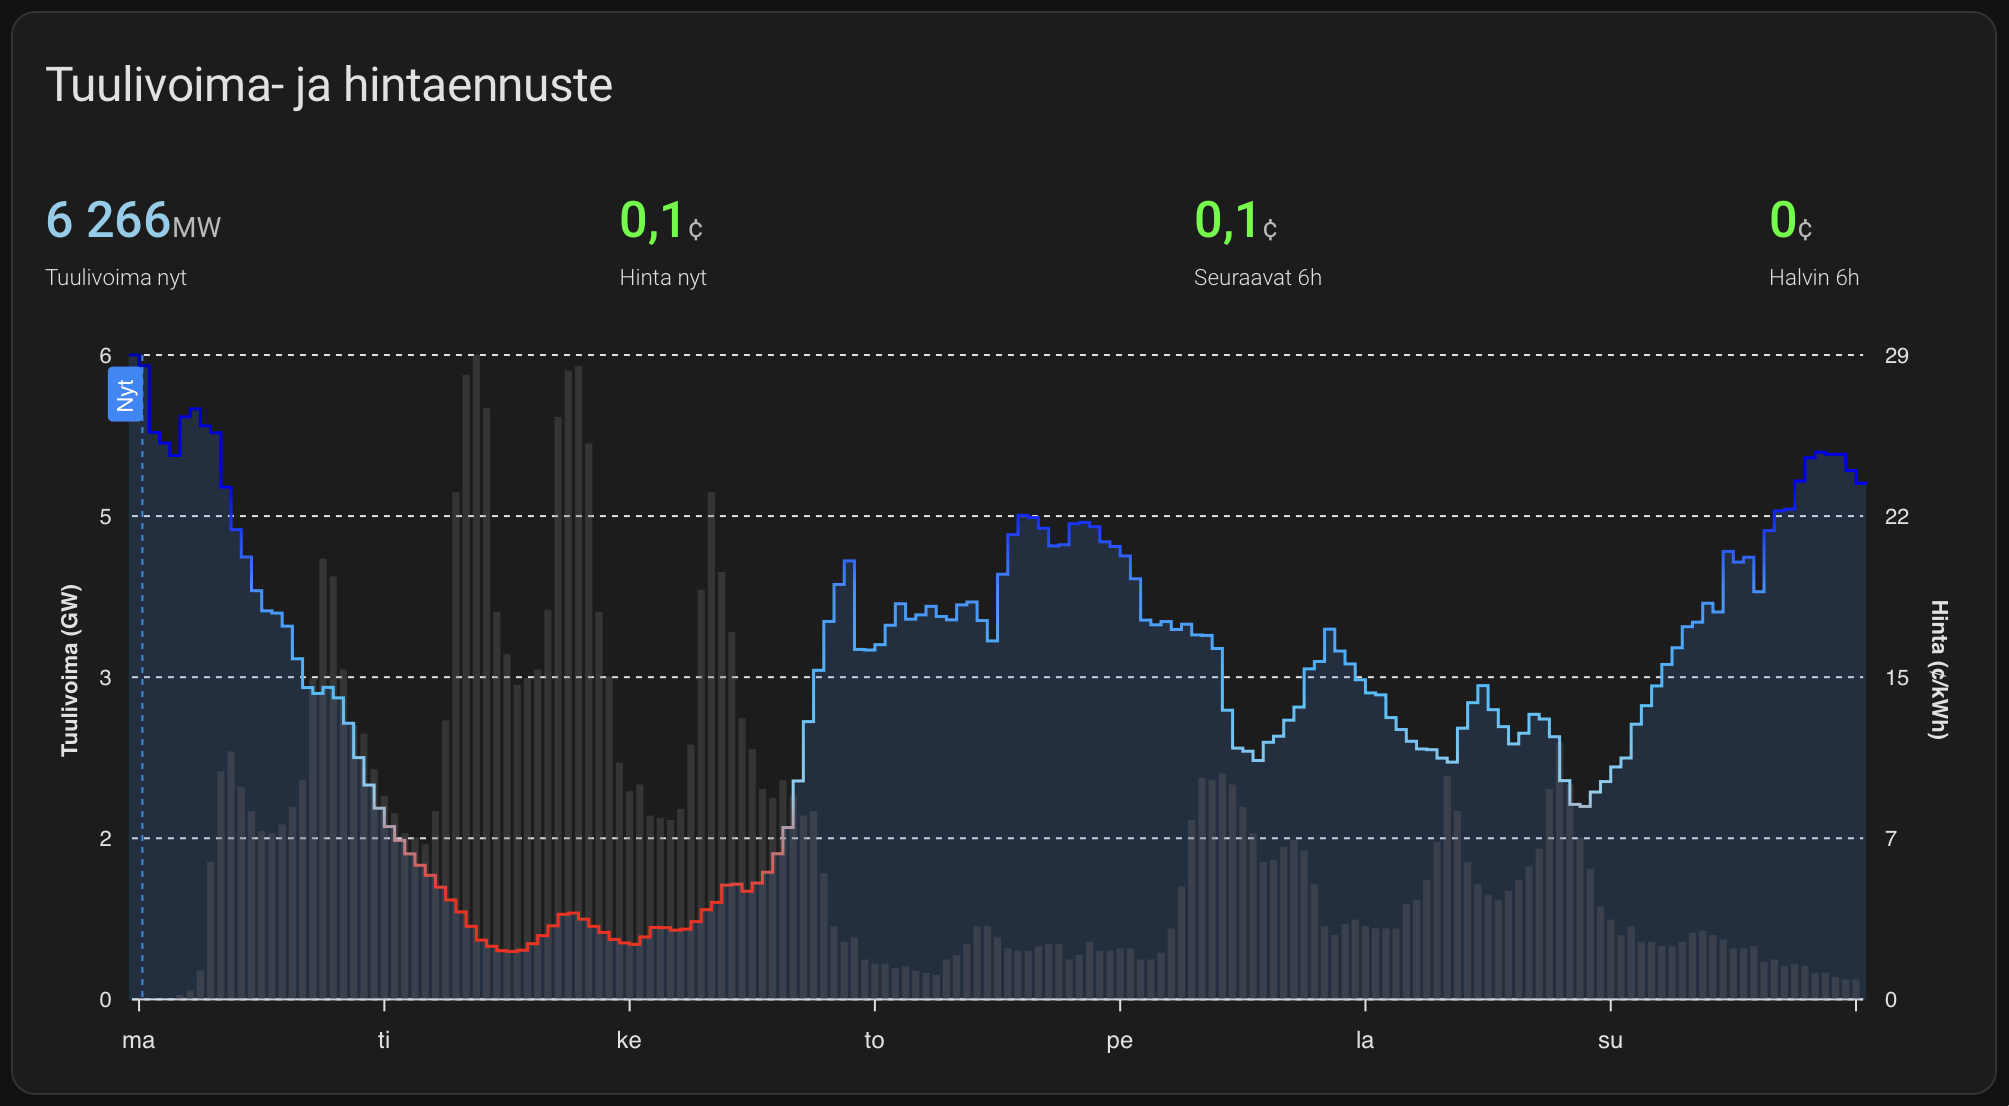 Tuulivoima- ja hintaennuste
6 266 MW
Tuulivoima nyt
0,1 ¢
Hinta nyt
0,1 ¢
Seuraavat 6h
0 ¢
Halvin 6h
Nyt
6
5
3
2
0
Tuulivoima (GW)
29
22
15
7
0
Hinta (¢/kWh)
ma
ti
ke
to
pe
la
su